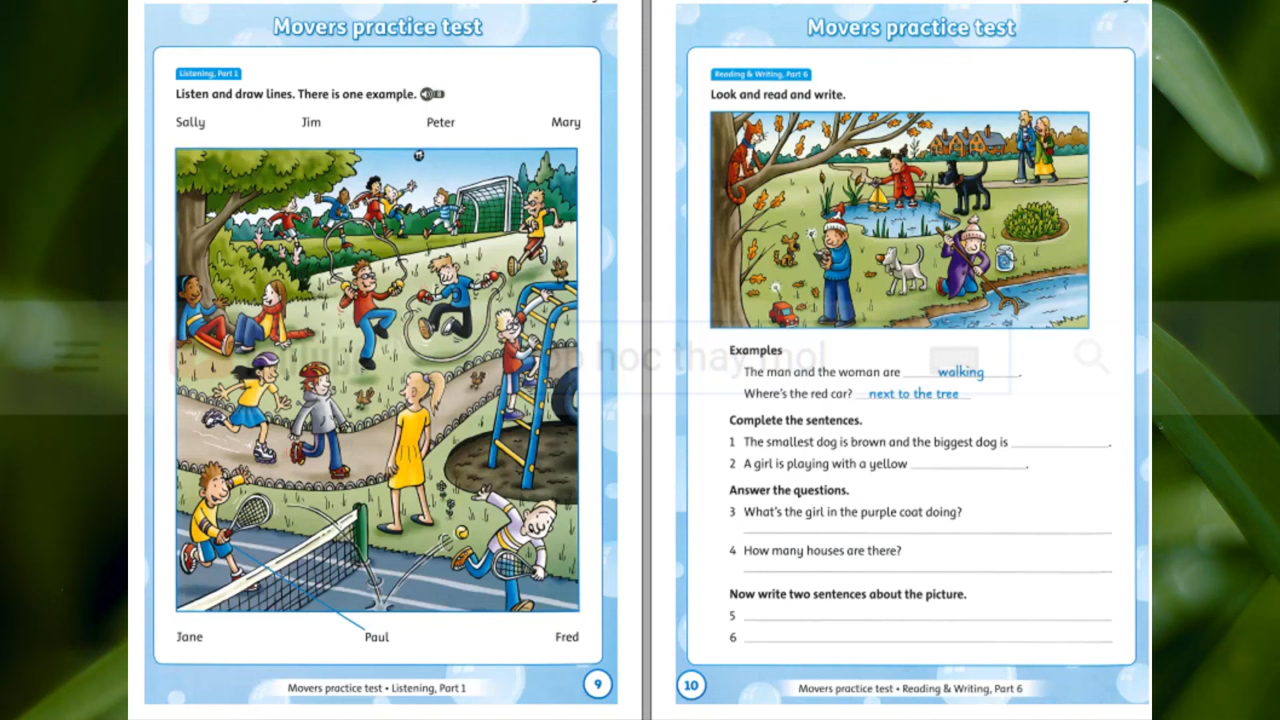 Movers practice test
Listening, Part 1
Listen and draw lines. There is one example.
Sally Jim Peter Mary
Jane Paul Fred
Movers practice test • Listening, Part 1
9
Movers practice test
Reading & Writing, Part 6
Look and read and write.
Examples
The man and the woman are walking.
Where's the red car? next to the tree
Complete the sentences.
1 The smallest dog is brown and the biggest dog is ____.
2 A girl is playing with a yellow ____.
Answer the questions.
3 What's the girl in the purple coat doing?
4 How many houses are there?
Now write two sentences about the picture.
5
6
10
Movers practice test • Reading & Writing, Part 6